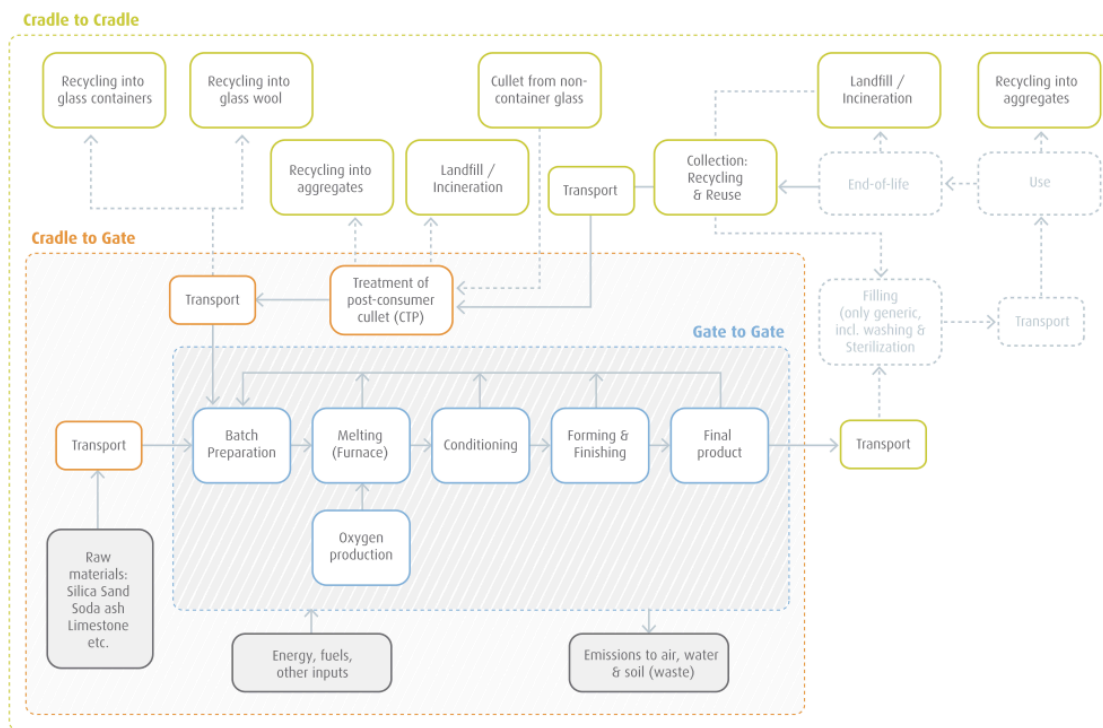 Cradle to Cradle
Recycling into
glass containers
Recycling into
glass wool
Cullet from non-
container glass
Landfill /
Incineration
Recycling into
aggregates
Recycling into
aggregates
Landfill /
Incineration
Transport
Collection:
Recycling
& Reuse
End-of-life
Use
Cradle to Gate
Transport
Treatment of
post-consumer
cullet (CTP)
Filling
(only generic,
incl. washing &
Sterilization
Transport
Gate to Gate
Transport
Batch
Preparation
Melting
(Furnace)
Conditioning
Forming &
Finishing
Final
product
Transport
Oxygen
production
Raw
materials:
Silica Sand
Soda ash
Limestone
etc.
Energy, fuels,
other inputs
Emissions to air, water
& soil (waste)